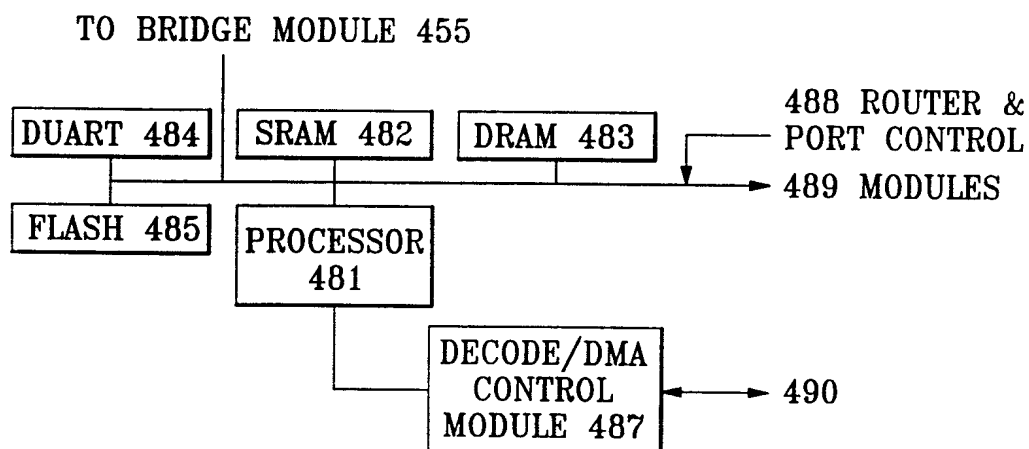 TO BRIDGE MODULE 455
DUART 484
SRAM 482
DRAM 483
488 ROUTER &
PORT CONTROL
489 MODULES
FLASH 485
PROCESSOR
481
DECODE/DMA
CONTROL
MODULE 487
490